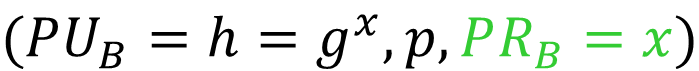 (PU_B = h = g^x, p, PR_B = x)